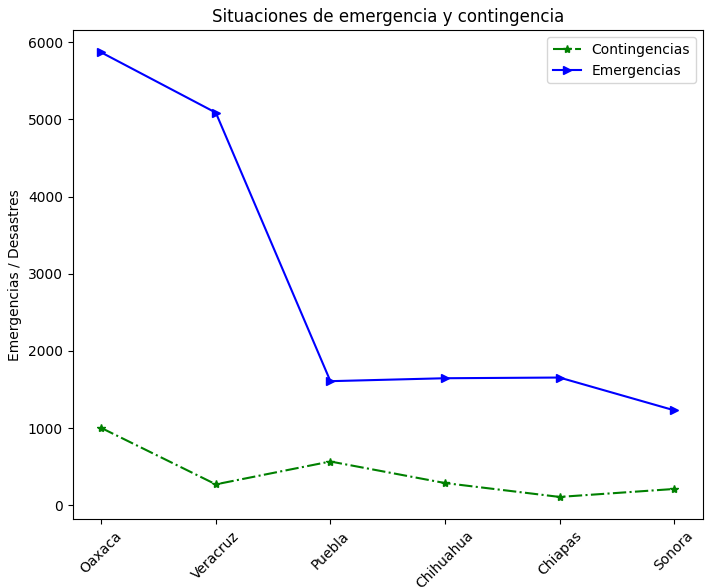 Situaciones de emergencia y contingencia
Contingencias
Emergencias
Emergencias / Desastres
6000
5000
4000
3000
2000
1000
0
Oaxaca
Veracruz
Puebla
Chihuahua
Chiapas
Sonora